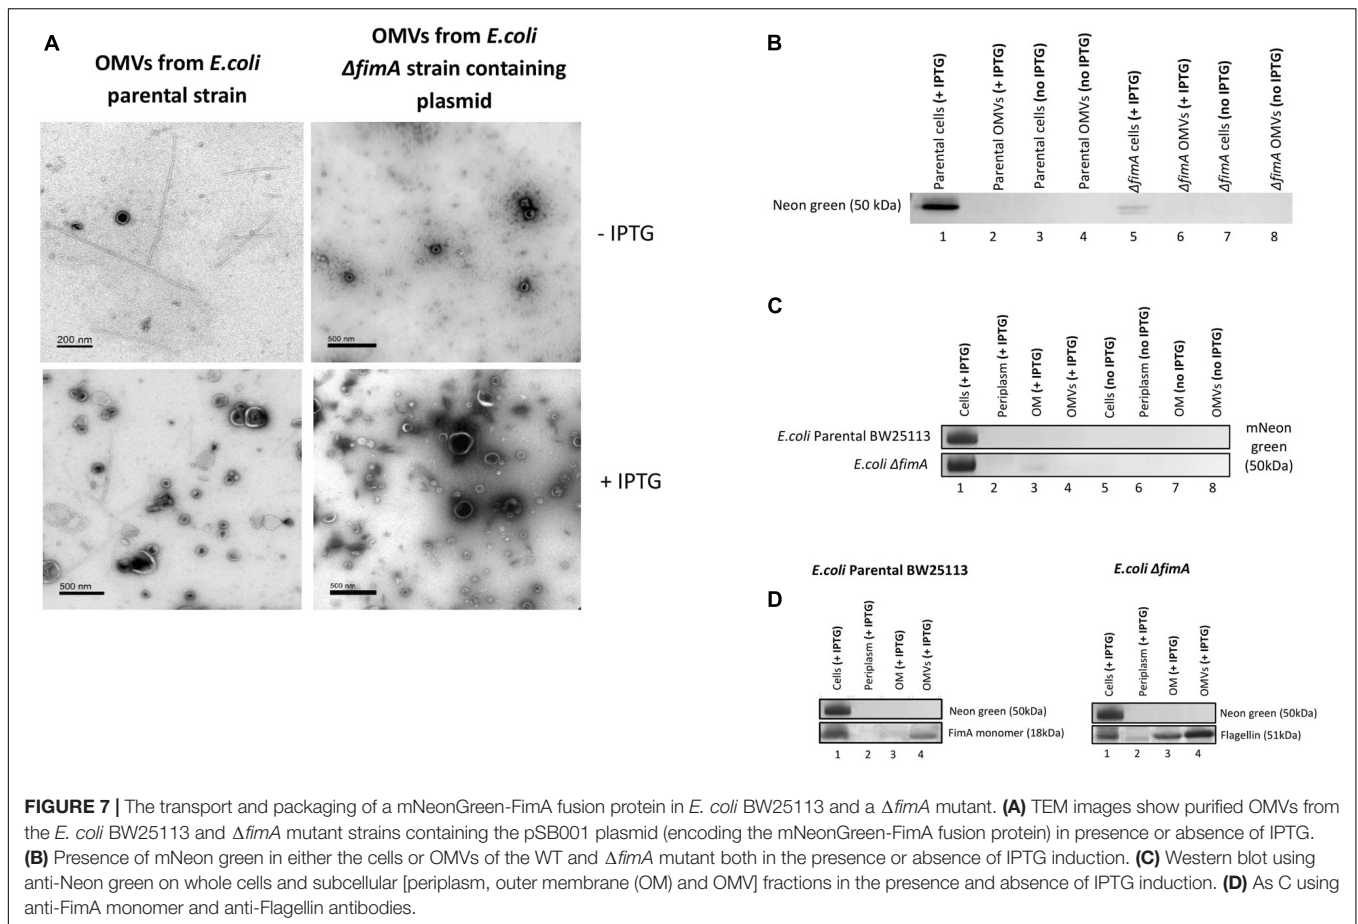 A
OMVs from E.coli
parental strain
OMVs from E.coli
ΔfimA strain containing
plasmid
200 nm
500 nm
- IPTG
500 nm
500 nm
+ IPTG
B
Parental cells (+ IPTG)
Parental OMVs (+ IPTG)
Parental cells (no IPTG)
Parental OMVs (no IPTG)
ΔfimA cells (+ IPTG)
ΔfimA OMVs (+ IPTG)
ΔfimA cells (no IPTG)
ΔfimA OMVs (no IPTG)
Neon green (50 kDa)
1 2 3 4 5 6 7 8
C
Cells (+ IPTG)
Periplasm (+ IPTG)
OM (+ IPTG)
OMVs (+ IPTG)
Cells (no IPTG)
Periplasm (no IPTG)
OM (no IPTG)
OMVs (no IPTG)
E.coli Parental BW25113
E.coli ΔfimA
mNeon
green
(50kDa)
1 2 3 4 5 6 7 8
D
E.coli Parental BW25113
Cells (+ IPTG)
Periplasm (+ IPTG)
OM (+ IPTG)
OMVs (+ IPTG)
Neon green (50kDa)
FimA monomer (18kDa)
1 2 3 4
E.coli ΔfimA
Cells (+ IPTG)
Periplasm (+ IPTG)
OM (+ IPTG)
OMVs (+ IPTG)
Neon green (50kDa)
Flagellin (51kDa)
1 2 3 4
FIGURE 7 | The transport and packaging of a mNeonGreen-FimA fusion protein in E. coli BW25113 and a ΔfimA mutant. (A) TEM images show purified OMVs from
the E. coli BW25113 and ΔfimA mutant strains containing the pSB001 plasmid (encoding the mNeonGreen-FimA fusion protein) in presence or absence of IPTG.
(B) Presence of mNeon green in either the cells or OMVs of the WT and ΔfimA mutant both in the presence or absence of IPTG induction. (C) Western blot using
anti-Neon green on whole cells and subcellular [periplasm, outer membrane (OM) and OMV] fractions in the presence and absence of IPTG induction. (D) As C using
anti-FimA monomer and anti-Flagellin antibodies.